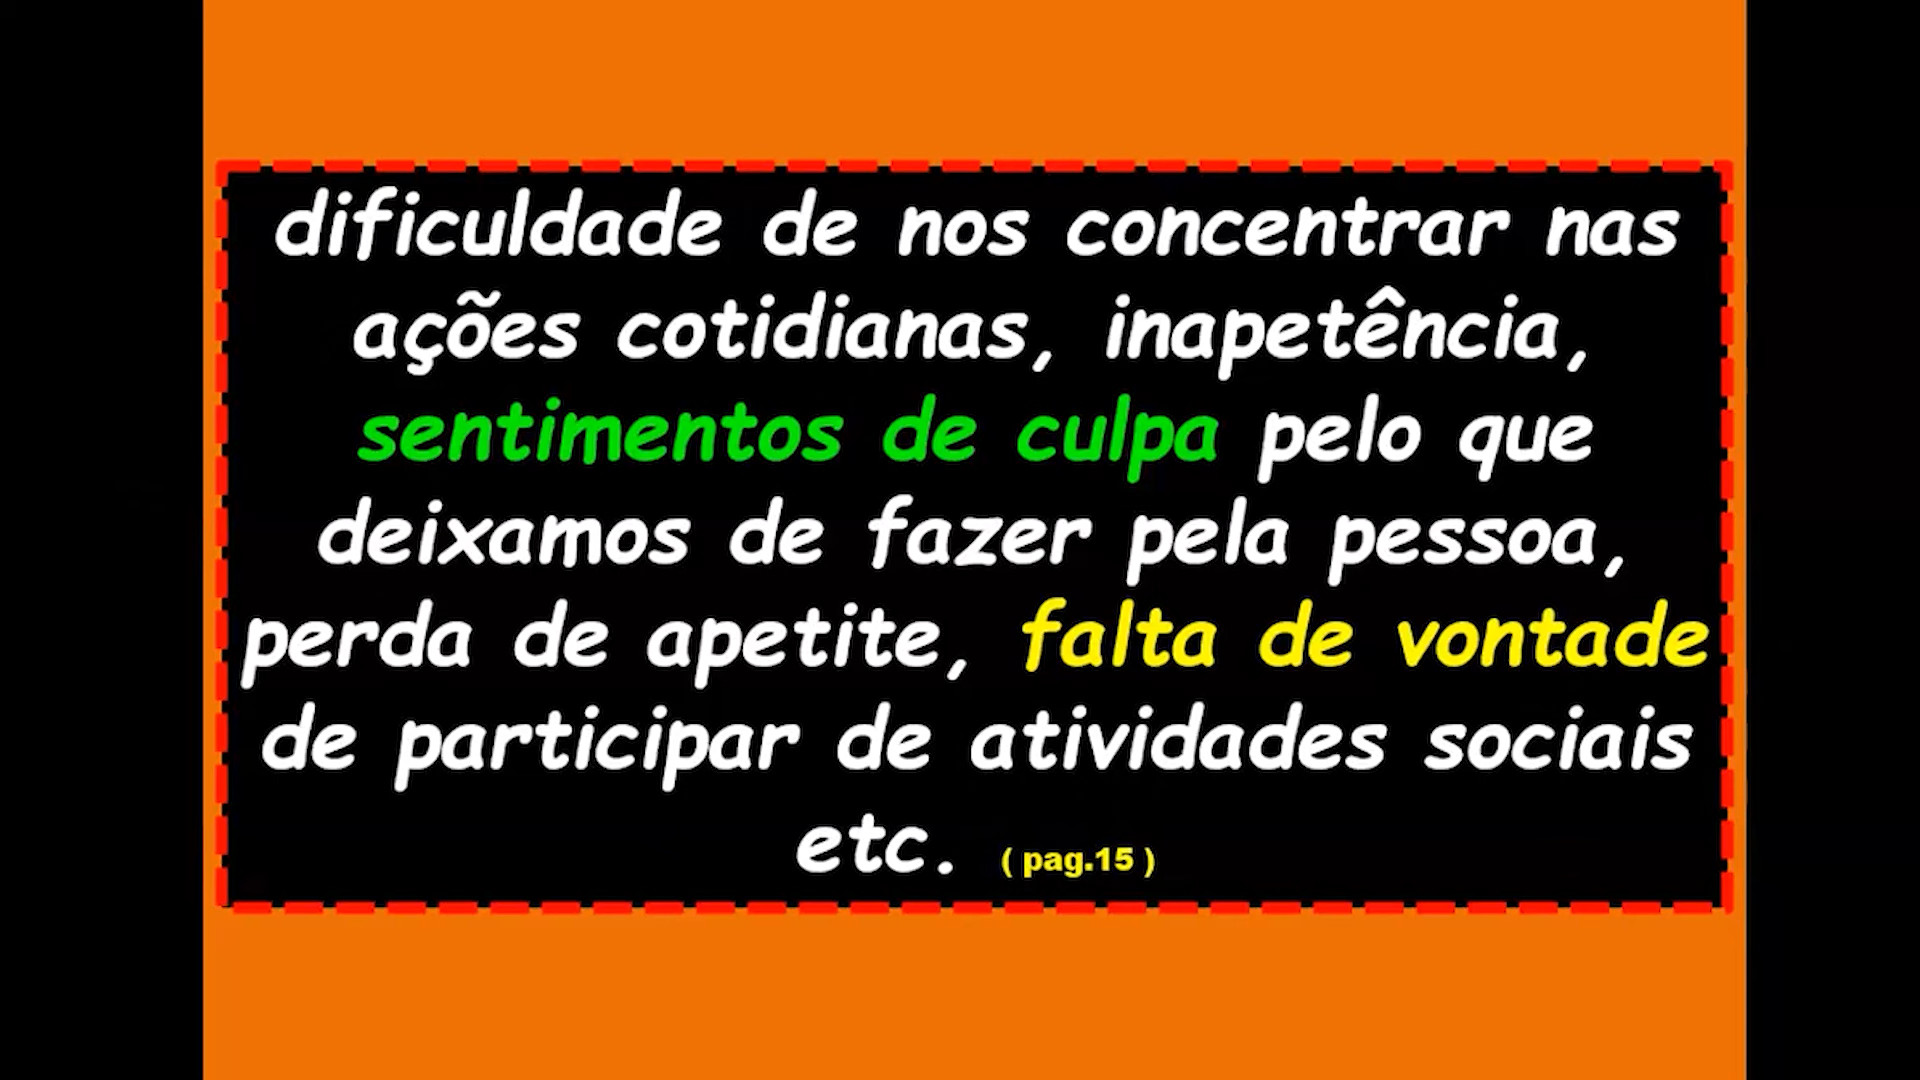 dificuldade de nos concentrar nas
ações cotidianas, inapetência,
sentimentos de culpa pelo que
deixamos de fazer pela pessoa,
perda de apetite, falta de vontade
de participar de atividades sociais
etc. ( pag.15 )